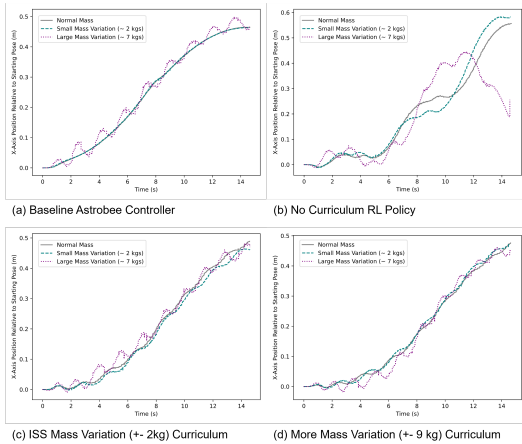 X-Axis Position Relative to Starting Pose (m)
0.5
0.4
0.3
0.2
0.1
0.0
Normal Mass
Small Mass Variation (~ 2 kgs)
Large Mass Variation (~ 7 kgs)
0 2 4 6 8 10 12 14
Time (s)
(a) Baseline Astrobee Controller
X-Axis Position Relative to Starting Pose (m)
0.6
0.5
0.4
0.3
0.2
0.1
0.0
Normal Mass
Small Mass Variation (~ 2 kgs)
Large Mass Variation (~ 7 kgs)
0 2 4 6 8 10 12 14
Time (s)
(b) No Curriculum RL Policy
X-Axis Position Relative to Starting Pose (m)
0.5
0.4
0.3
0.2
0.1
0.0
Normal Mass
Small Mass Variation (~ 2 kgs)
Large Mass Variation (~ 7 kgs)
0 2 4 6 8 10 12 14
Time (s)
(c) ISS Mass Variation (+- 2kg) Curriculum
X-Axis Position Relative to Starting Pose (m)
0.5
0.4
0.3
0.2
0.1
0.0
Normal Mass
Small Mass Variation (~ 2 kgs)
Large Mass Variation (~ 7 kgs)
0 2 4 6 8 10 12 14
Time (s)
(d) More Mass Variation (+- 9 kg) Curriculum